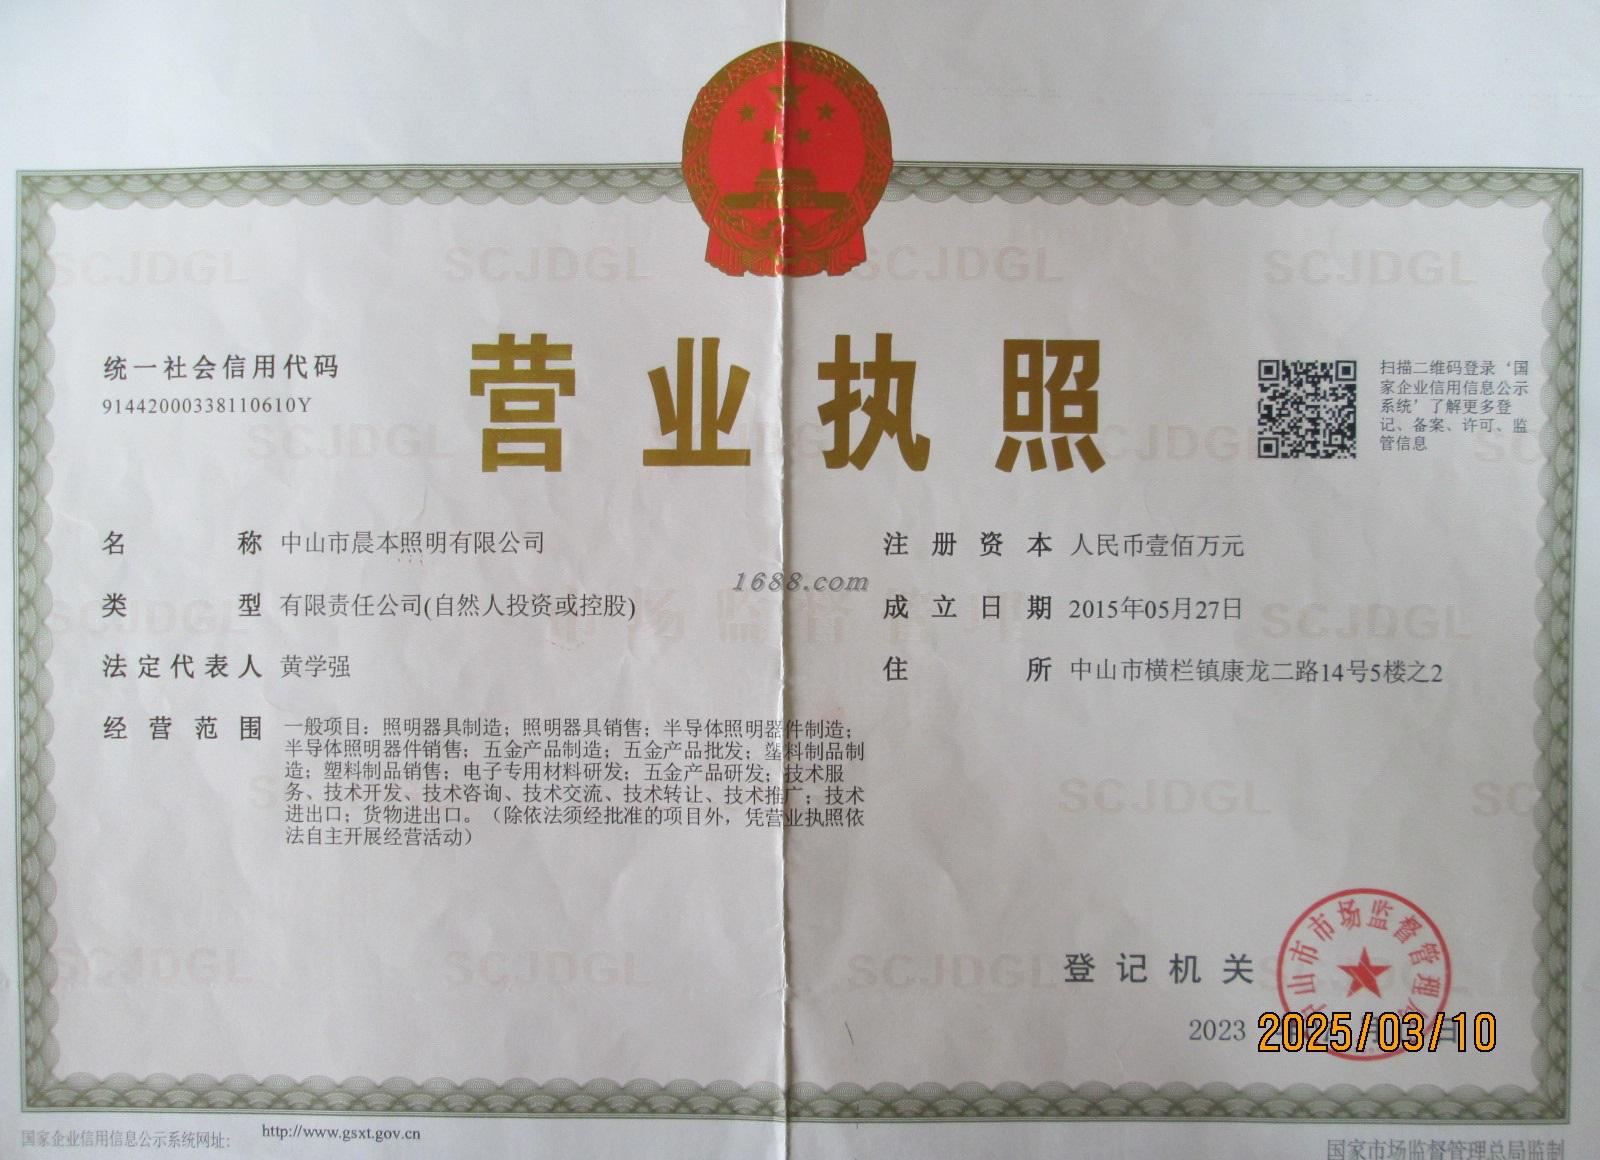 营业执照
统一社会信用代码
91442000338110610Y
扫描二维码登录‘国
家企业信用信息公示
系统’了解更多登
记、备案、许可、监
管信息
名称 中山市晨本照明有限公司
类型 有限责任公司(自然人投资或控股)
法定代表人 黄学强
经营范围 一般项目：照明器具制造；照明器具销售；半导体照明器件制造；
半导体照明器件销售；五金产品制造；五金产品批发；塑料制品制
造；塑料制品销售；电子专用材料研发；五金产品研发；技术服
务、技术开发、技术咨询、技术交流、技术转让、技术推广；技术
进出口；货物进出口。（除依法须经批准的项目外，凭营业执照依
法自主开展经营活动）
注册资本 人民币壹佰万元
成立日期 2015年05月27日
住所 中山市横栏镇康龙二路14号5楼之2
1688.com
登记机关
中山市市场监督管理局
2023
2025/03/10
国家企业信用信息公示系统网址：
http://www.gsxt.gov.cn
国家市场监督管理总局监制
SCJDGL
市场监督管理